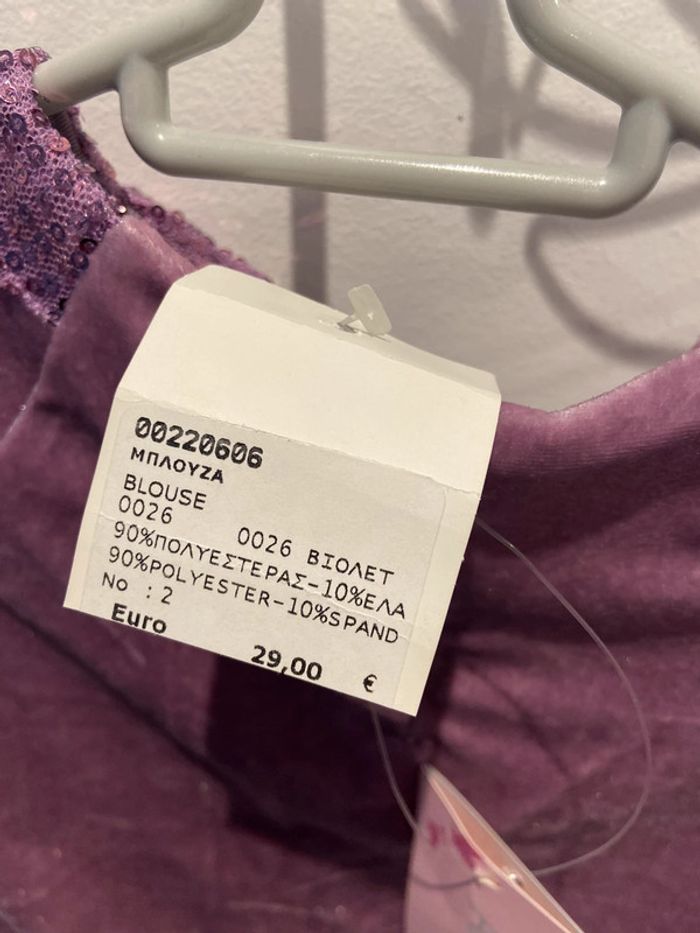 00220606
ΜΠΛΟΥΖΑ
BLOUSE
0026 0026 ΒΙΟΛΕΤ
90%ΠΟΛΥΕΣΤΕΡΑΣ-10%ΕΛΑ
90%POLYESTER-10%SPAND
No : 2
Euro 29,00 €